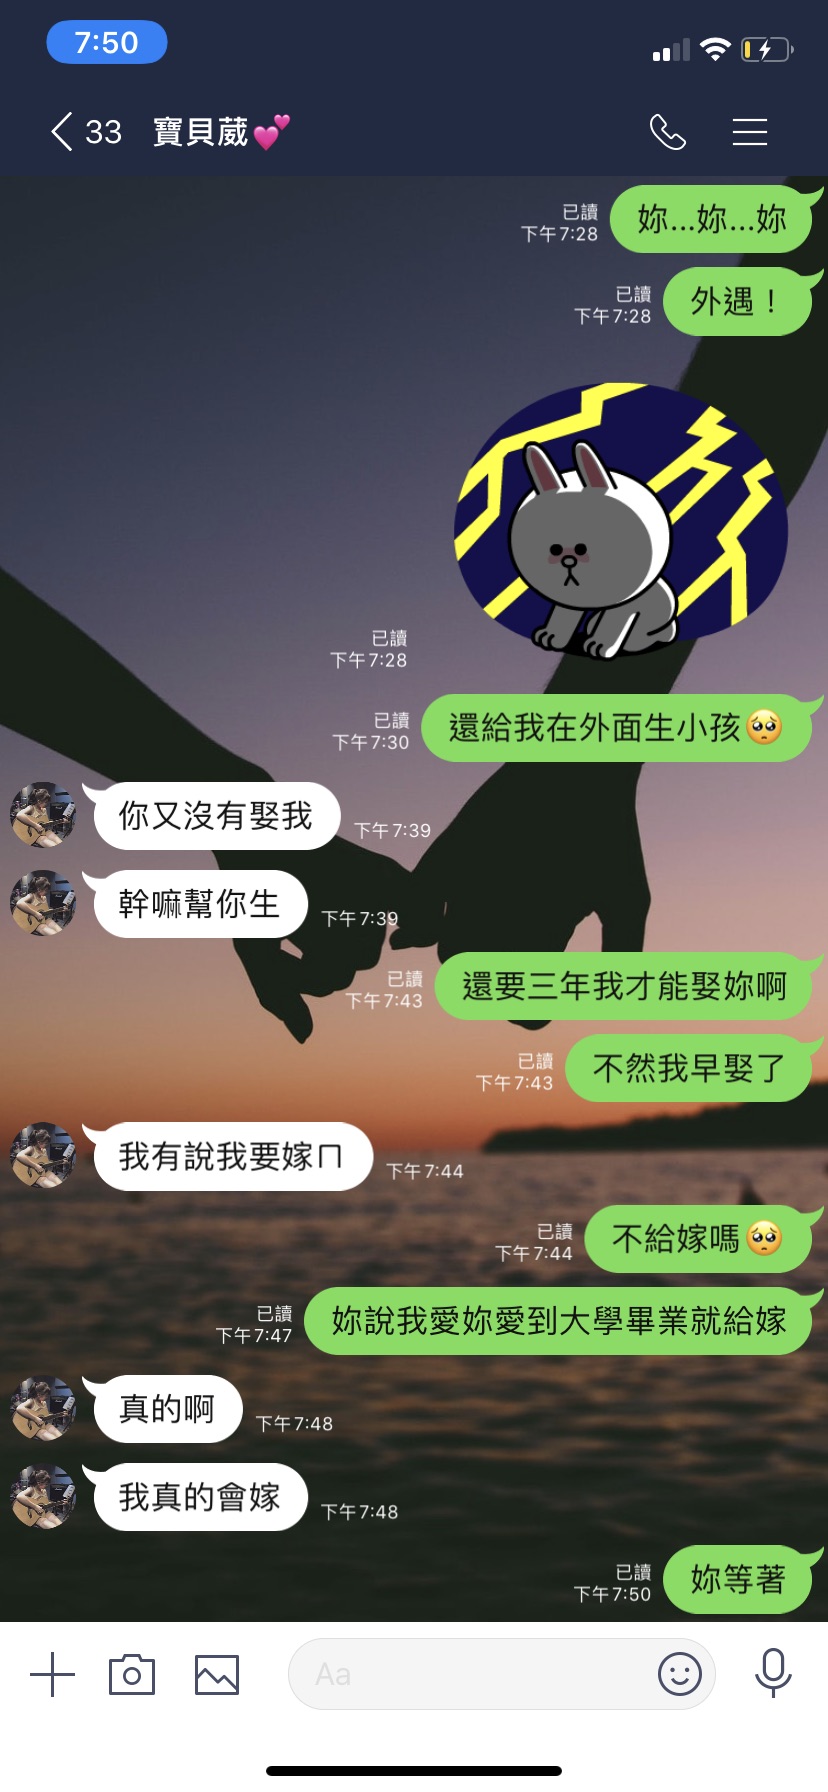 7:50
33 寶貝葳💕
妳...妳...妳
已讀
下午7:28
外遇！
已讀
下午7:28
已讀
下午7:28
還給我在外面生小孩🥺
已讀
下午7:30
你又沒有娶我
下午7:39
幹嘛幫你生
下午7:39
還要三年我才能娶妳啊
已讀
下午7:43
不然我早娶了
已讀
下午7:43
我有說我要嫁ㄇ
下午7:44
不給嫁嗎🥺
已讀
下午7:44
妳說我愛妳愛到大學畢業就給嫁
已讀
下午7:47
真的啊
下午7:48
我真的會嫁
下午7:48
妳等著
已讀
下午7:50
Aa